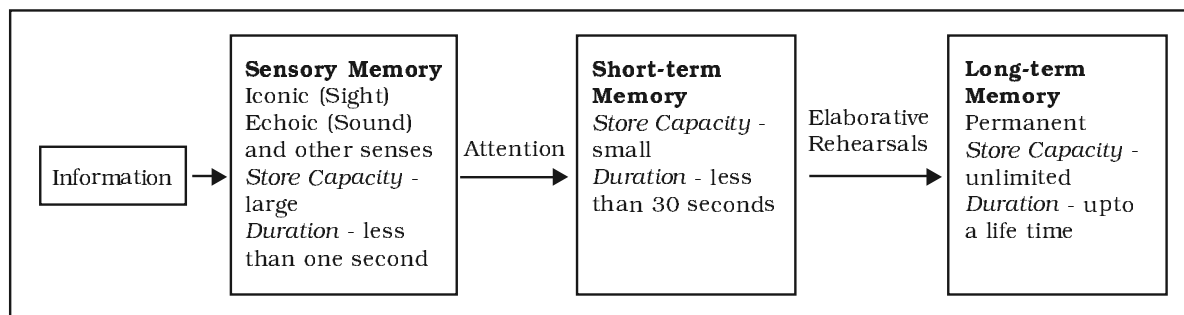 Information
Sensory Memory
Iconic (Sight)
Echoic (Sound)
and other senses
Store Capacity -
large
Duration - less
than one second
Attention
Short-term
Memory
Store Capacity -
small
Duration - less
than 30 seconds
Elaborative
Rehearsals
Long-term
Memory
Permanent
Store Capacity -
unlimited
Duration - upto
a life time